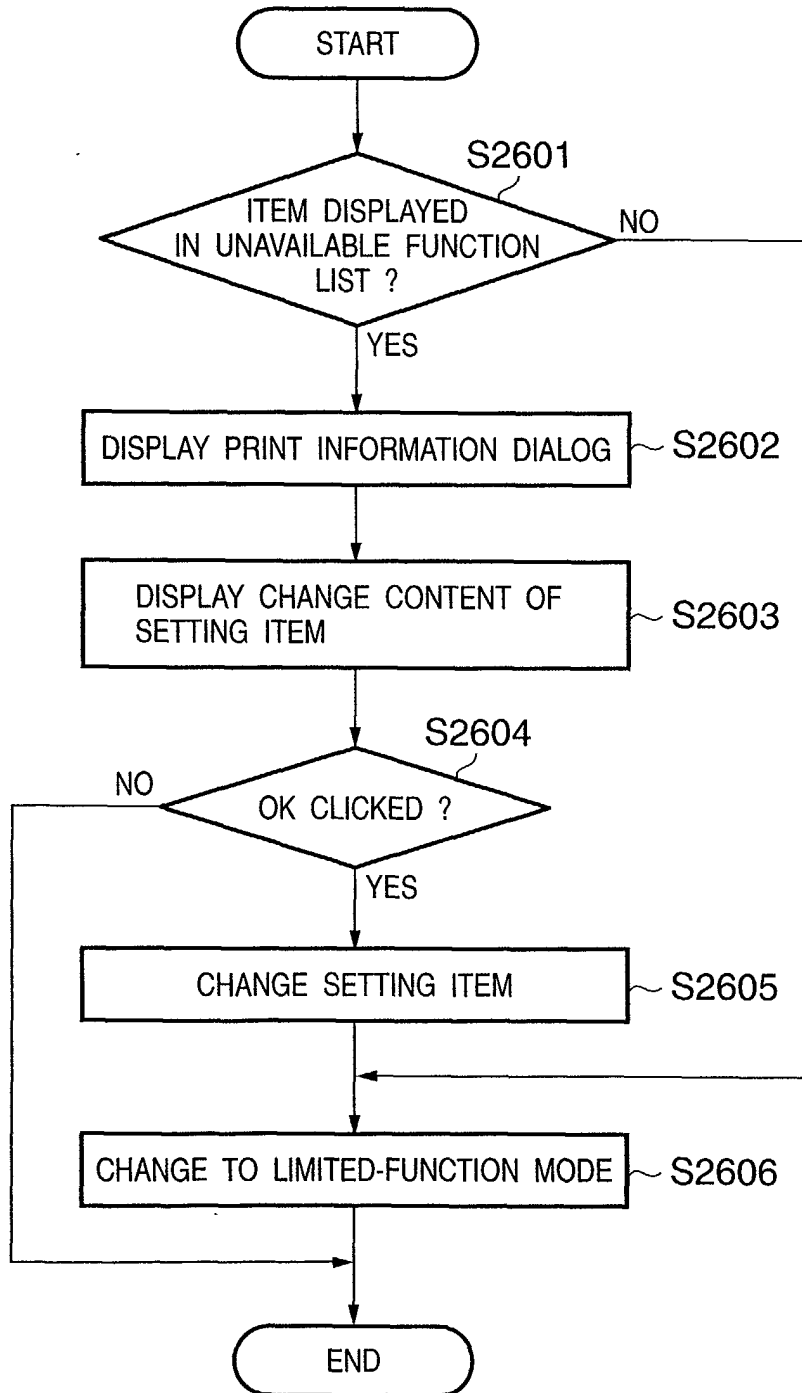 START
S2601
ITEM DISPLAYED
IN UNAVAILABLE FUNCTION
LIST ?
NO
YES
DISPLAY PRINT INFORMATION DIALOG
S2602
DISPLAY CHANGE CONTENT OF
SETTING ITEM
S2603
S2604
NO
OK CLICKED ?
YES
CHANGE SETTING ITEM
S2605
CHANGE TO LIMITED-FUNCTION MODE
S2606
END